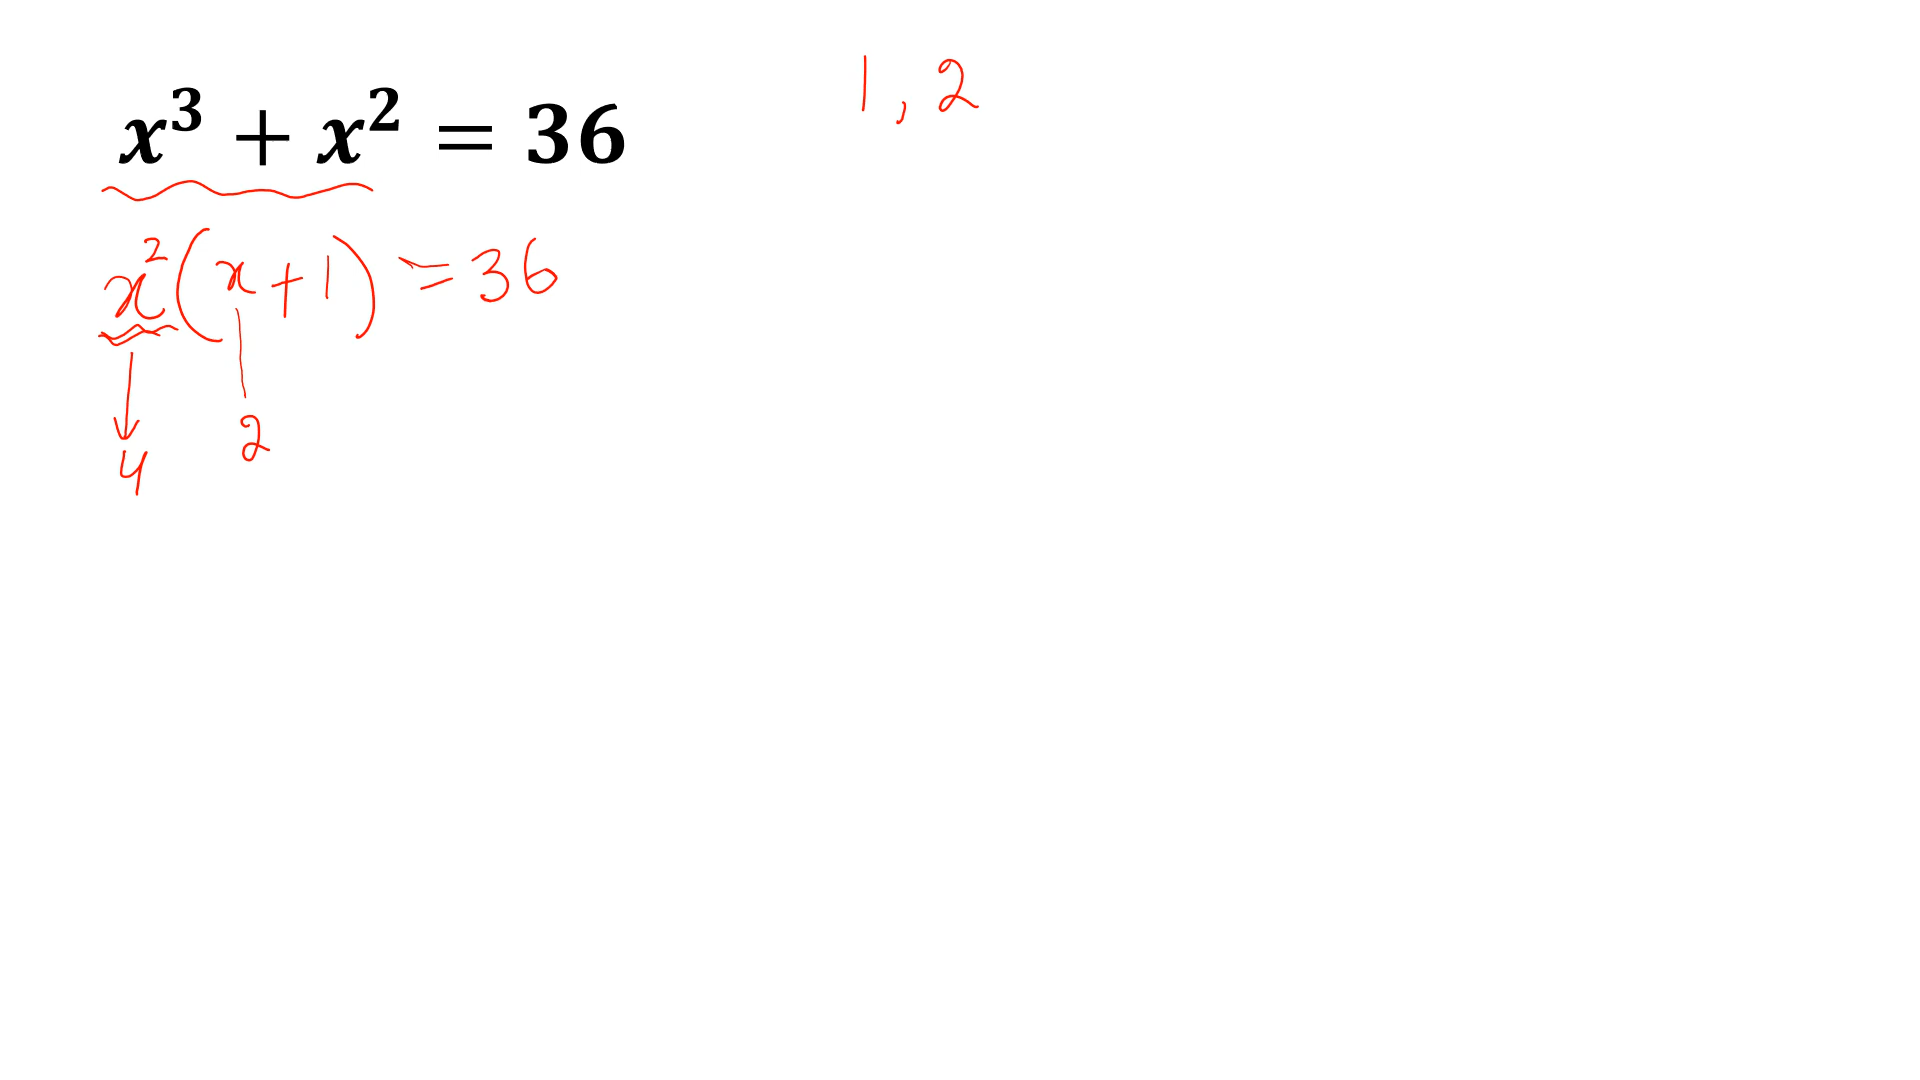 x³ + x² = 36
1, 2
x²(x + 1) = 36
4
2